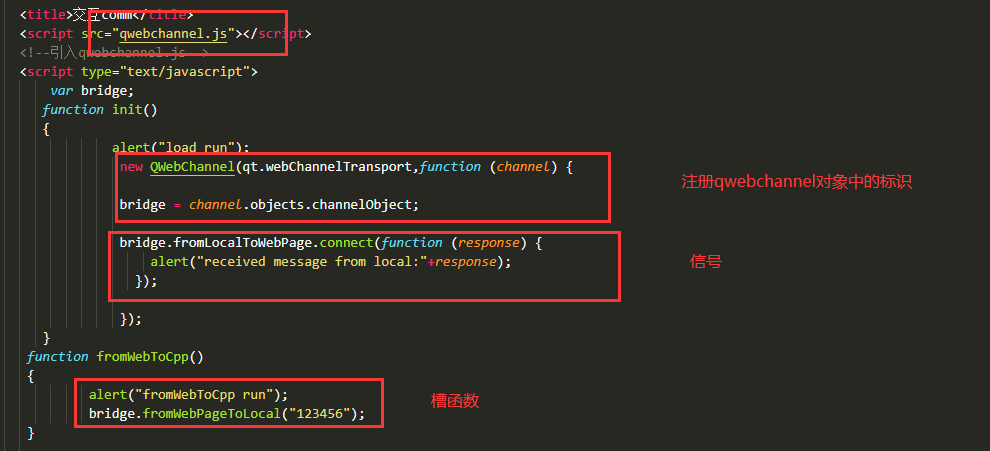 <title>交互comm</title>
<script src="qwebchannel.js"></script>
<!--引入qwebchannel.js-->
<script type="text/javascript">
var bridge;
function init()
{
alert("load run");
new QWebChannel(qt.webChannelTransport,function (channel) {
注册qwebchannel对象中的标识
bridge = channel.objects.channelObject;
bridge.fromLocalToWebPage.connect(function (response) {
alert("received message from local:"+response);
信号
});
});
}
function fromWebToCpp()
{
alert("fromWebToCpp run");
槽函数
bridge.fromWebPageToLocal("123456");
}